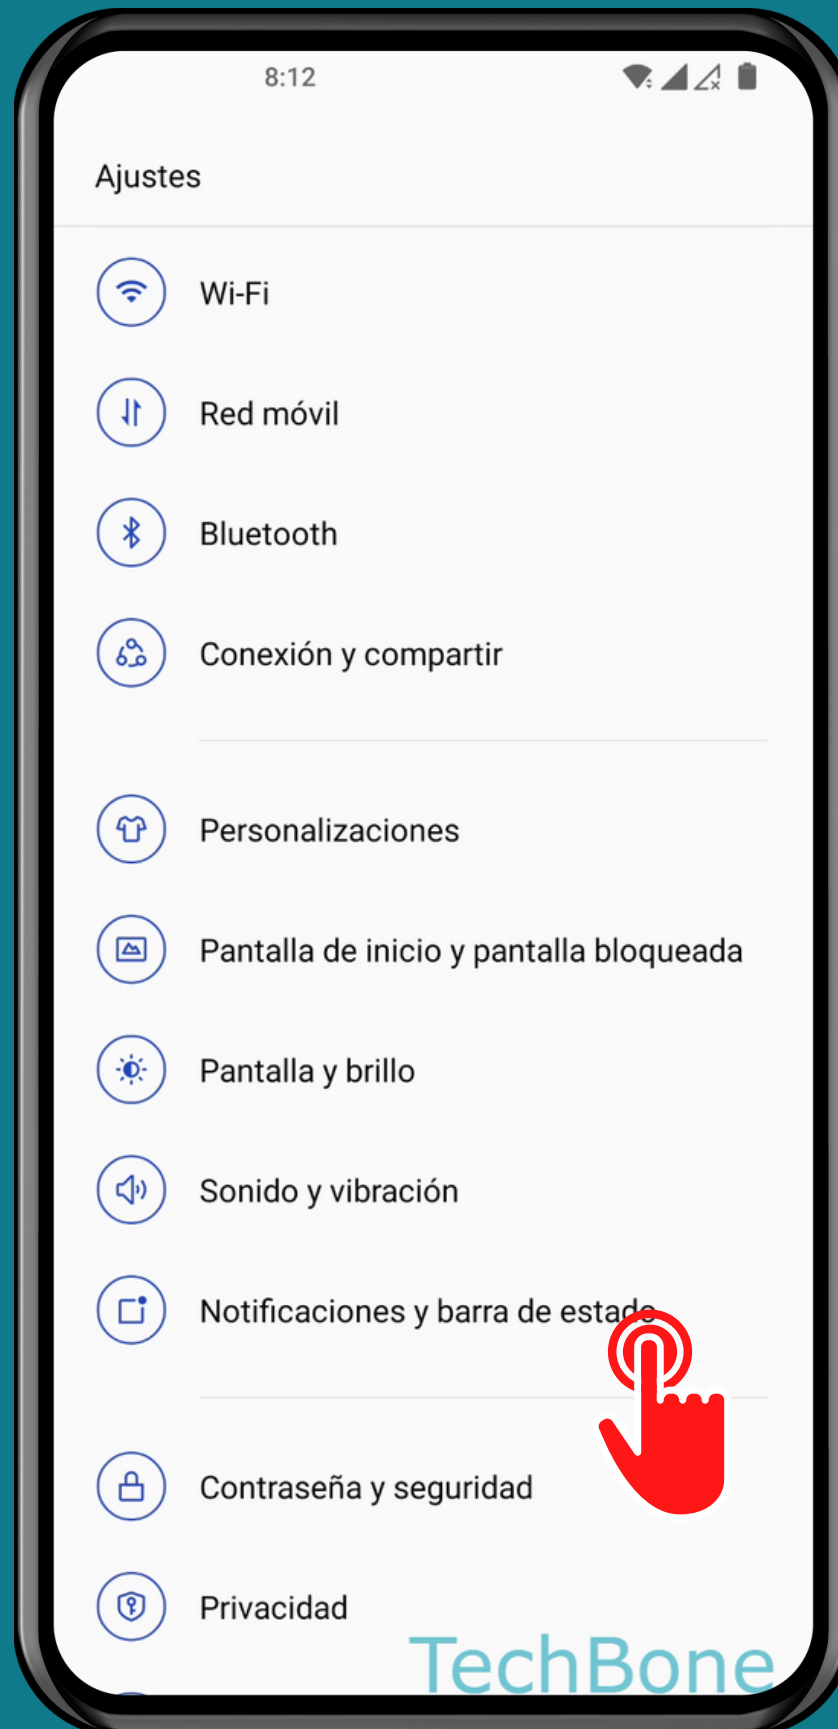 8:12
Ajustes
Wi-Fi
Red móvil
Bluetooth
Conexión y compartir
Personalizaciones
Pantalla de inicio y pantalla bloqueada
Pantalla y brillo
Sonido y vibración
Notificaciones y barra de estado
Contraseña y seguridad
Privacidad
TechBone